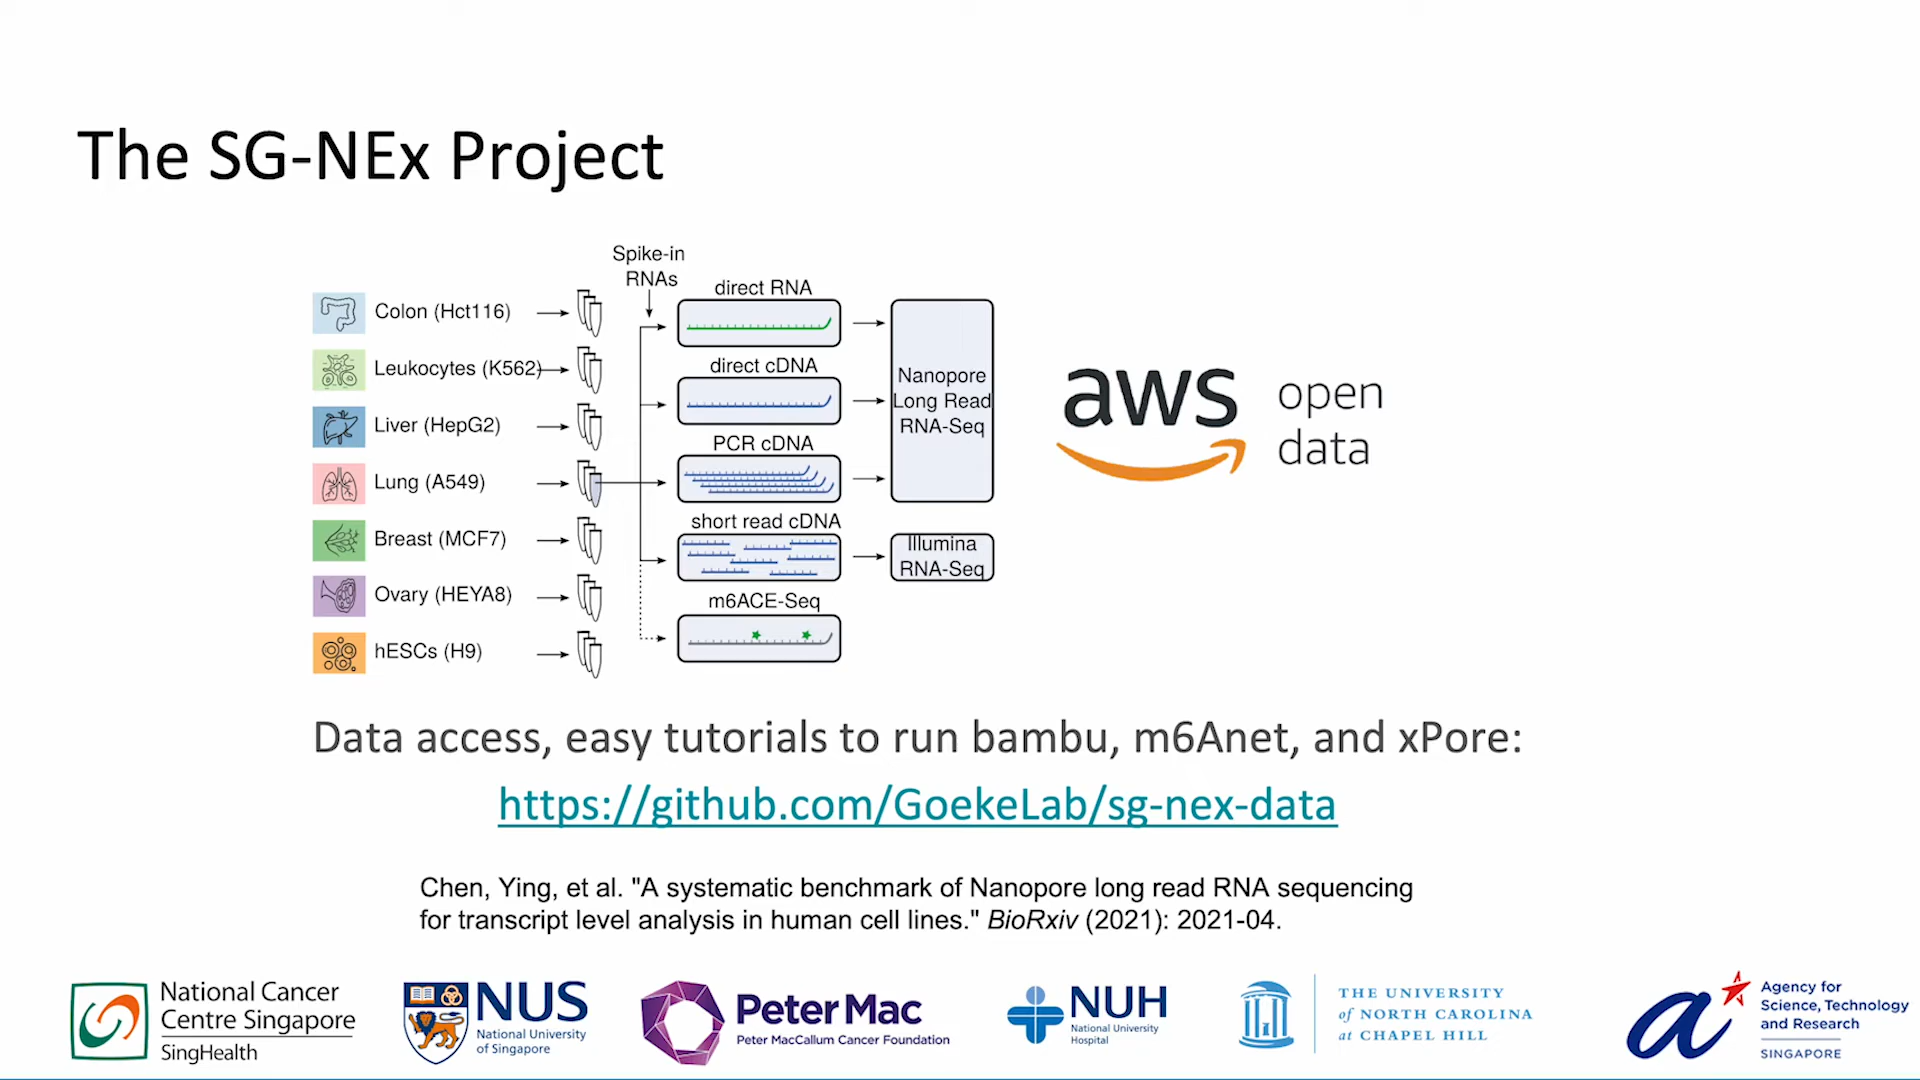 The SG-NEx Project
Spike-in
RNAs
Colon (Hct116)
Leukocytes (K562)
Liver (HepG2)
Lung (A549)
Breast (MCF7)
Ovary (HEYA8)
hESCs (H9)
direct RNA
direct cDNA
PCR cDNA
short read cDNA
m6ACE-Seq
Nanopore
Long Read
RNA-Seq
Illumina
RNA-Seq
aws
open
data
Data access, easy tutorials to run bambu, m6Anet, and xPore:
https://github.com/GoekeLab/sg-nex-data
Chen, Ying, et al. "A systematic benchmark of Nanopore long read RNA sequencing
for transcript level analysis in human cell lines." BioRxiv (2021): 2021-04.
National Cancer
Centre Singapore
SingHealth
NUS
National University
of Singapore
Peter Mac
Peter MacCallum Cancer Foundation
NUH
National University
Hospital
THE UNIVERSITY
of NORTH CAROLINA
at CHAPEL HILL
a
Agency for
Science, Technology
and Research
SINGAPORE